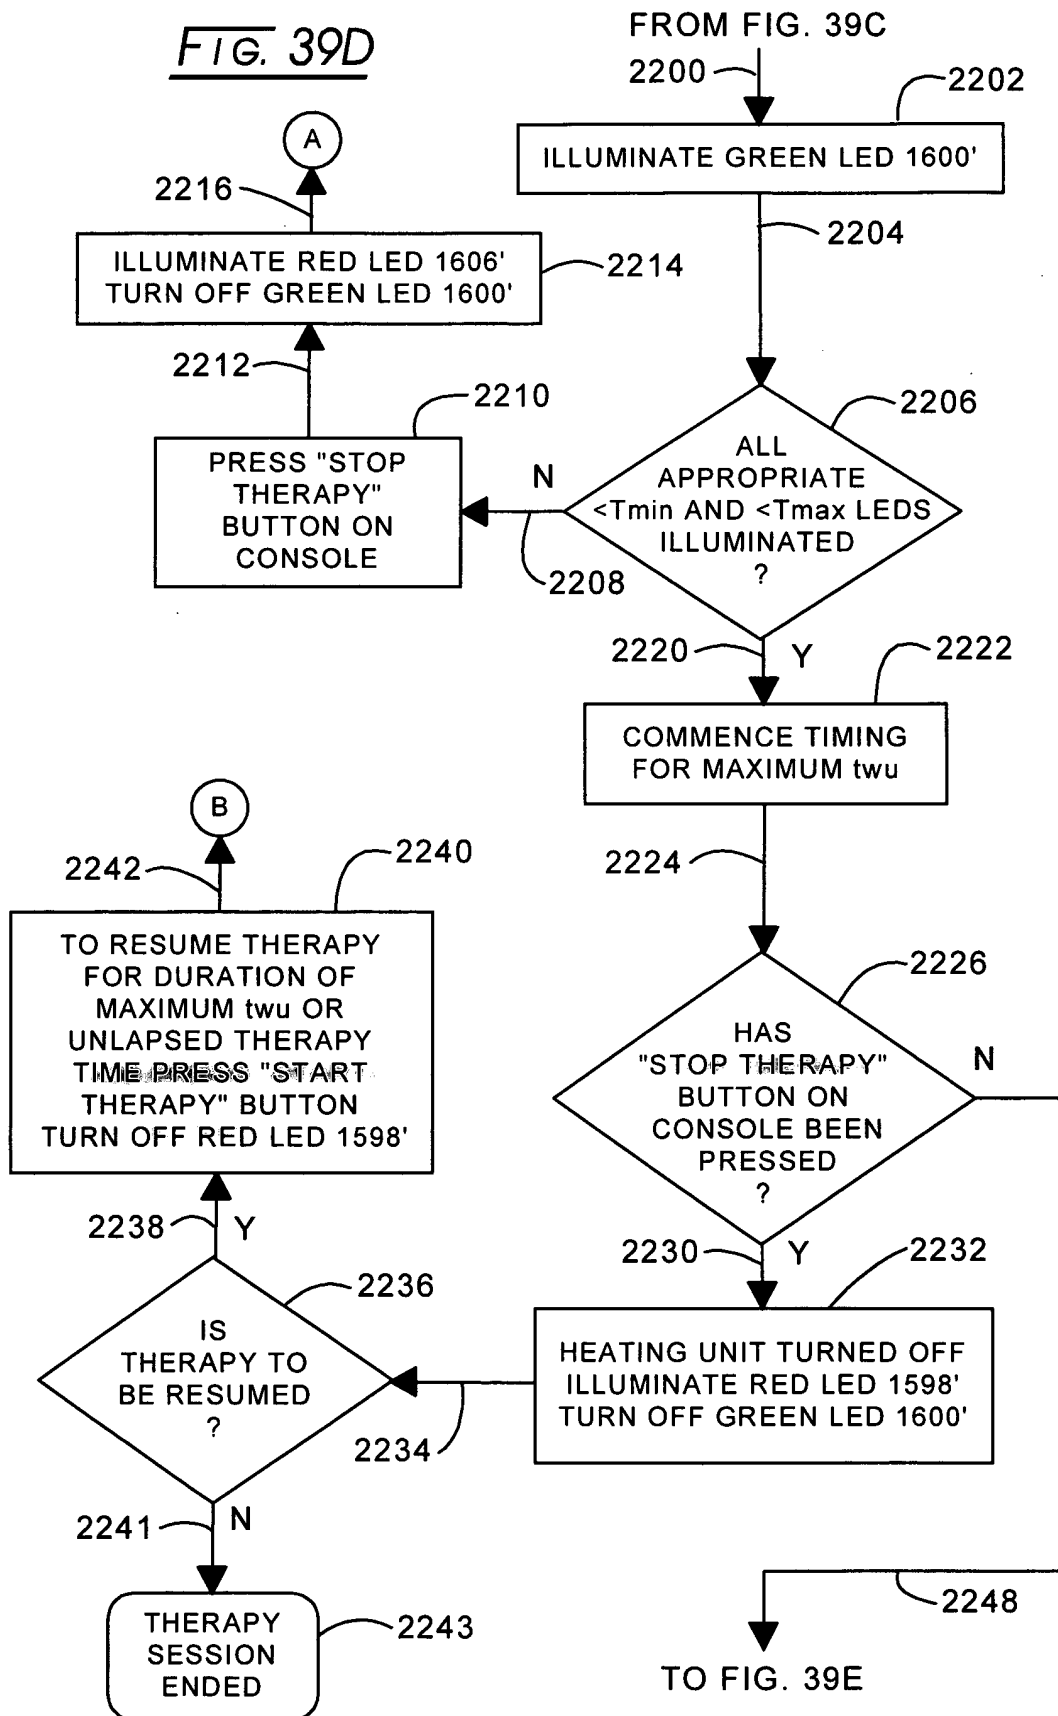 FIG. 39D
FROM FIG. 39C
2200
2202
ILLUMINATE GREEN LED 1600'
2204
A
2216
ILLUMINATE RED LED 1606'
TURN OFF GREEN LED 1600'
2214
2212
2210
PRESS "STOP
THERAPY"
BUTTON ON
CONSOLE
N
2208
2206
ALL
APPROPRIATE
<Tmin AND <Tmax LEDS
ILLUMINATED
?
2220
Y
2222
COMMENCE TIMING
FOR MAXIMUM twu
2224
B
2242
2240
TO RESUME THERAPY
FOR DURATION OF
MAXIMUM twu OR
UNLAPSED THERAPY
TIME PRESS "START
THERAPY" BUTTON
TURN OFF RED LED 1598'
2226
HAS
"STOP THERAPY"
BUTTON ON
CONSOLE BEEN
PRESSED
?
N
2230
Y
2232
HEATING UNIT TURNED OFF
ILLUMINATE RED LED 1598'
TURN OFF GREEN LED 1600'
2234
2238
Y
2236
IS
THERAPY TO
BE RESUMED
?
2241
N
THERAPY
SESSION
ENDED
2243
2248
TO FIG. 39E